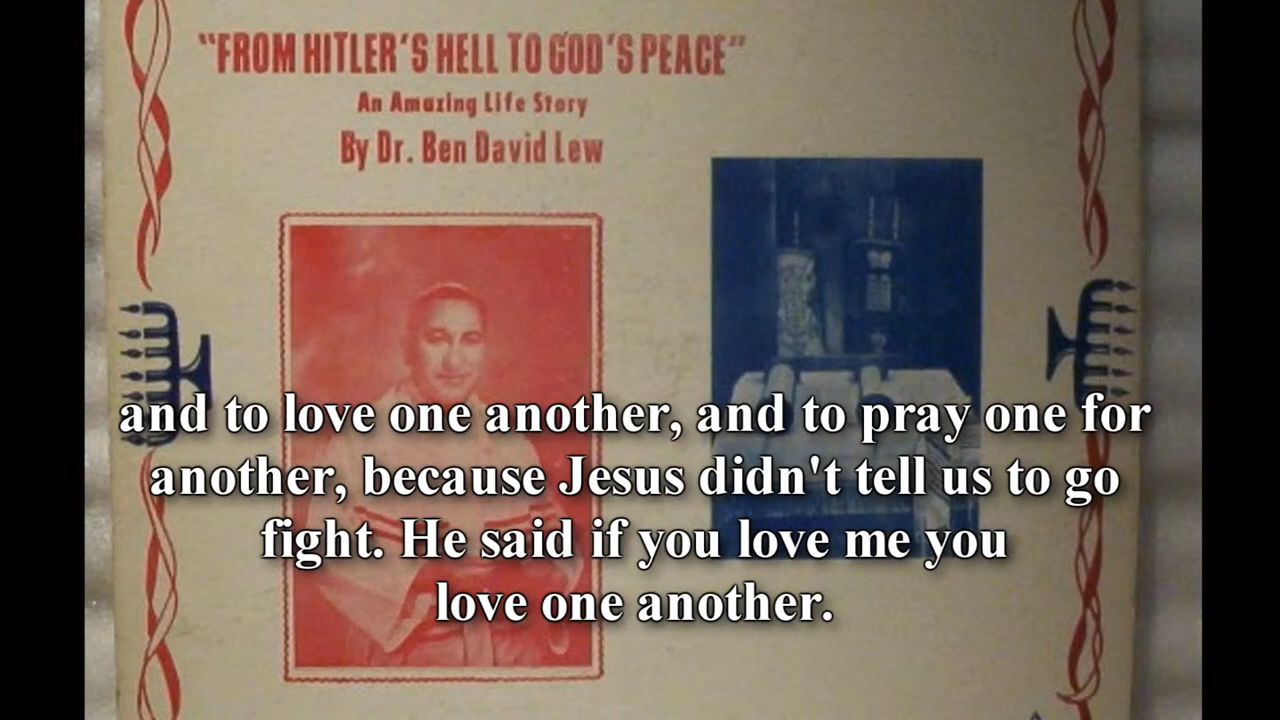 "FROM HITLER'S HELL TO GOD'S PEACE"
An Amazing Life Story
By Dr. Ben David Lew
and to love one another, and to pray one for
another, because Jesus didn't tell us to go
fight. He said if you love me you
love one another.